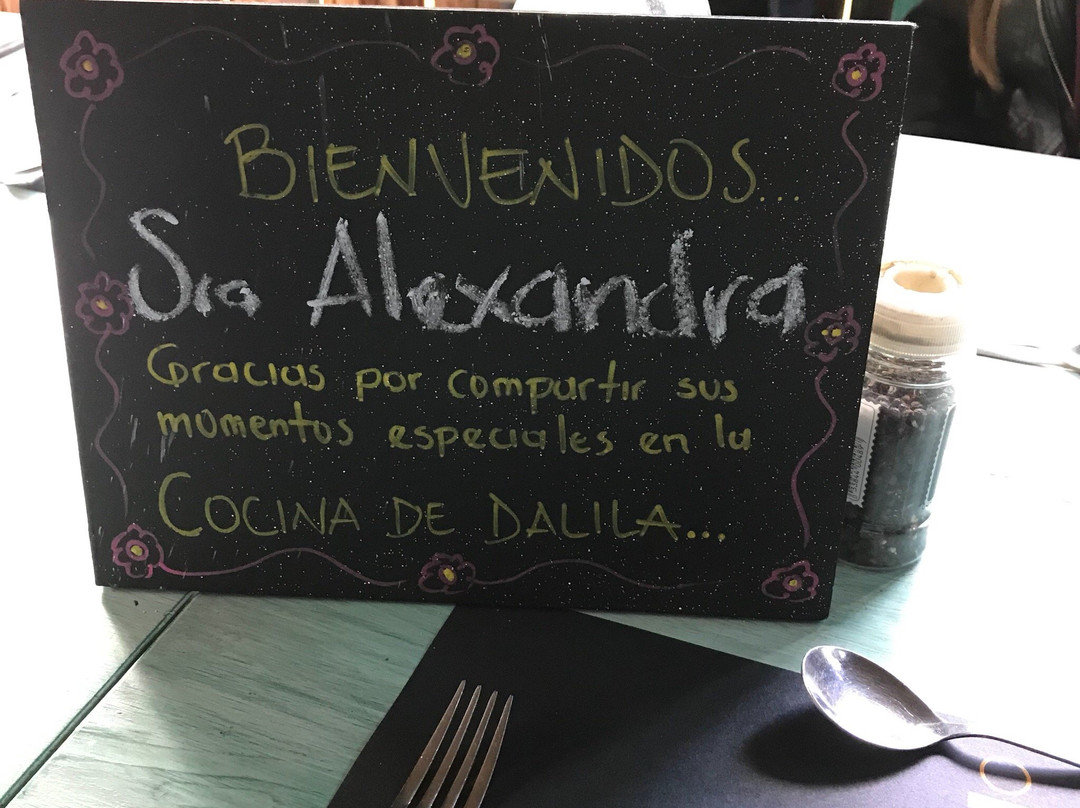 BIENVENIDOS...
Sra Alexandra
Gracias por compartir sus
momentos especiales en la
COCINA DE DALILA...